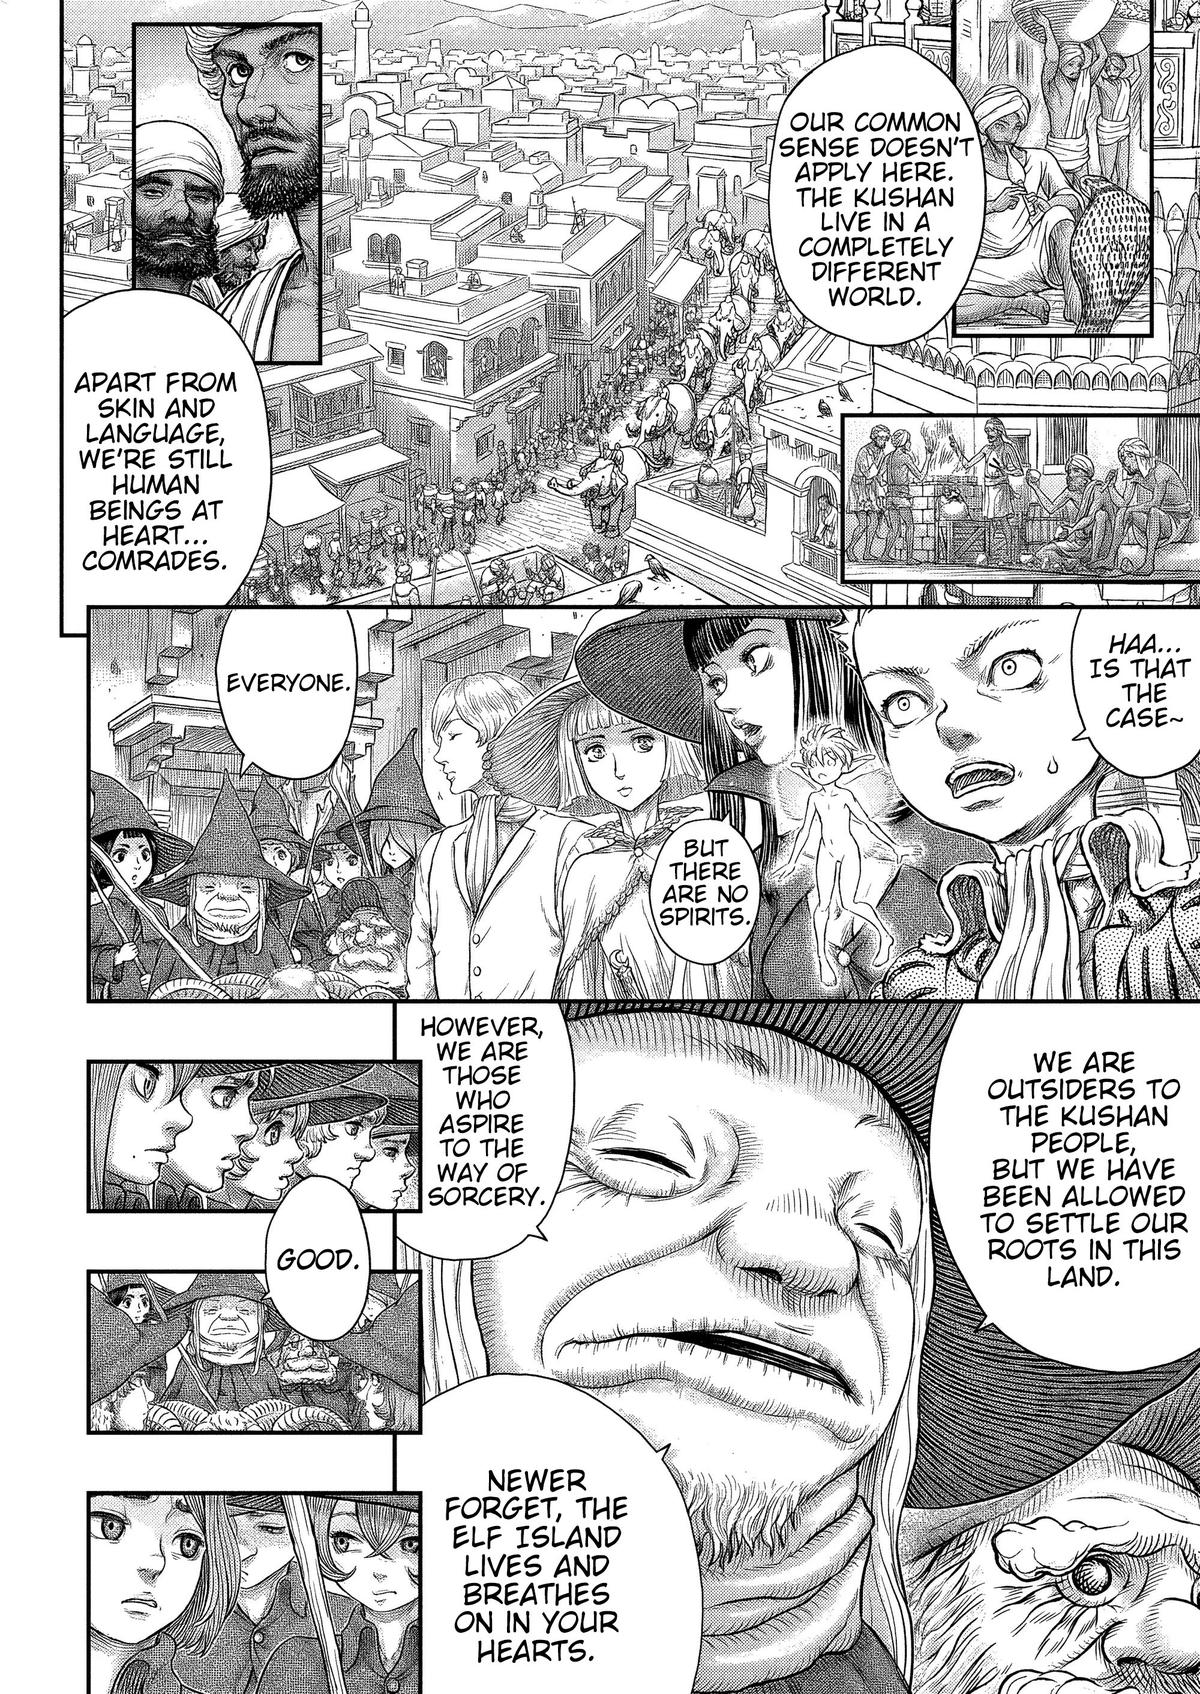 OUR COMMON
SENSE DOESN'T
APPLY HERE.
THE KUSHAN
LIVE IN A
COMPLETELY
DIFFERENT
WORLD.
APART FROM
SKIN AND
LANGUAGE,
WE'RE STILL
HUMAN
BEINGS AT
HEART...
COMRADES.
HAA...
IS THAT
THE
CASE~
BUT
THERE
ARE NO
SPIRITS.
EVERYONE.
WE ARE
OUTSIDERS TO
THE KUSHAN
PEOPLE,
BUT WE HAVE
BEEN ALLOWED
TO SETTLE OUR
ROOTS IN THIS
LAND.
HOWEVER,
WE ARE
THOSE
WHO
ASPIRE
TO THE
WAY OF
SORCERY.
GOOD.
NEWER
FORGET, THE
ELF ISLAND
LIVES AND
BREATHES
ON IN YOUR
HEARTS.